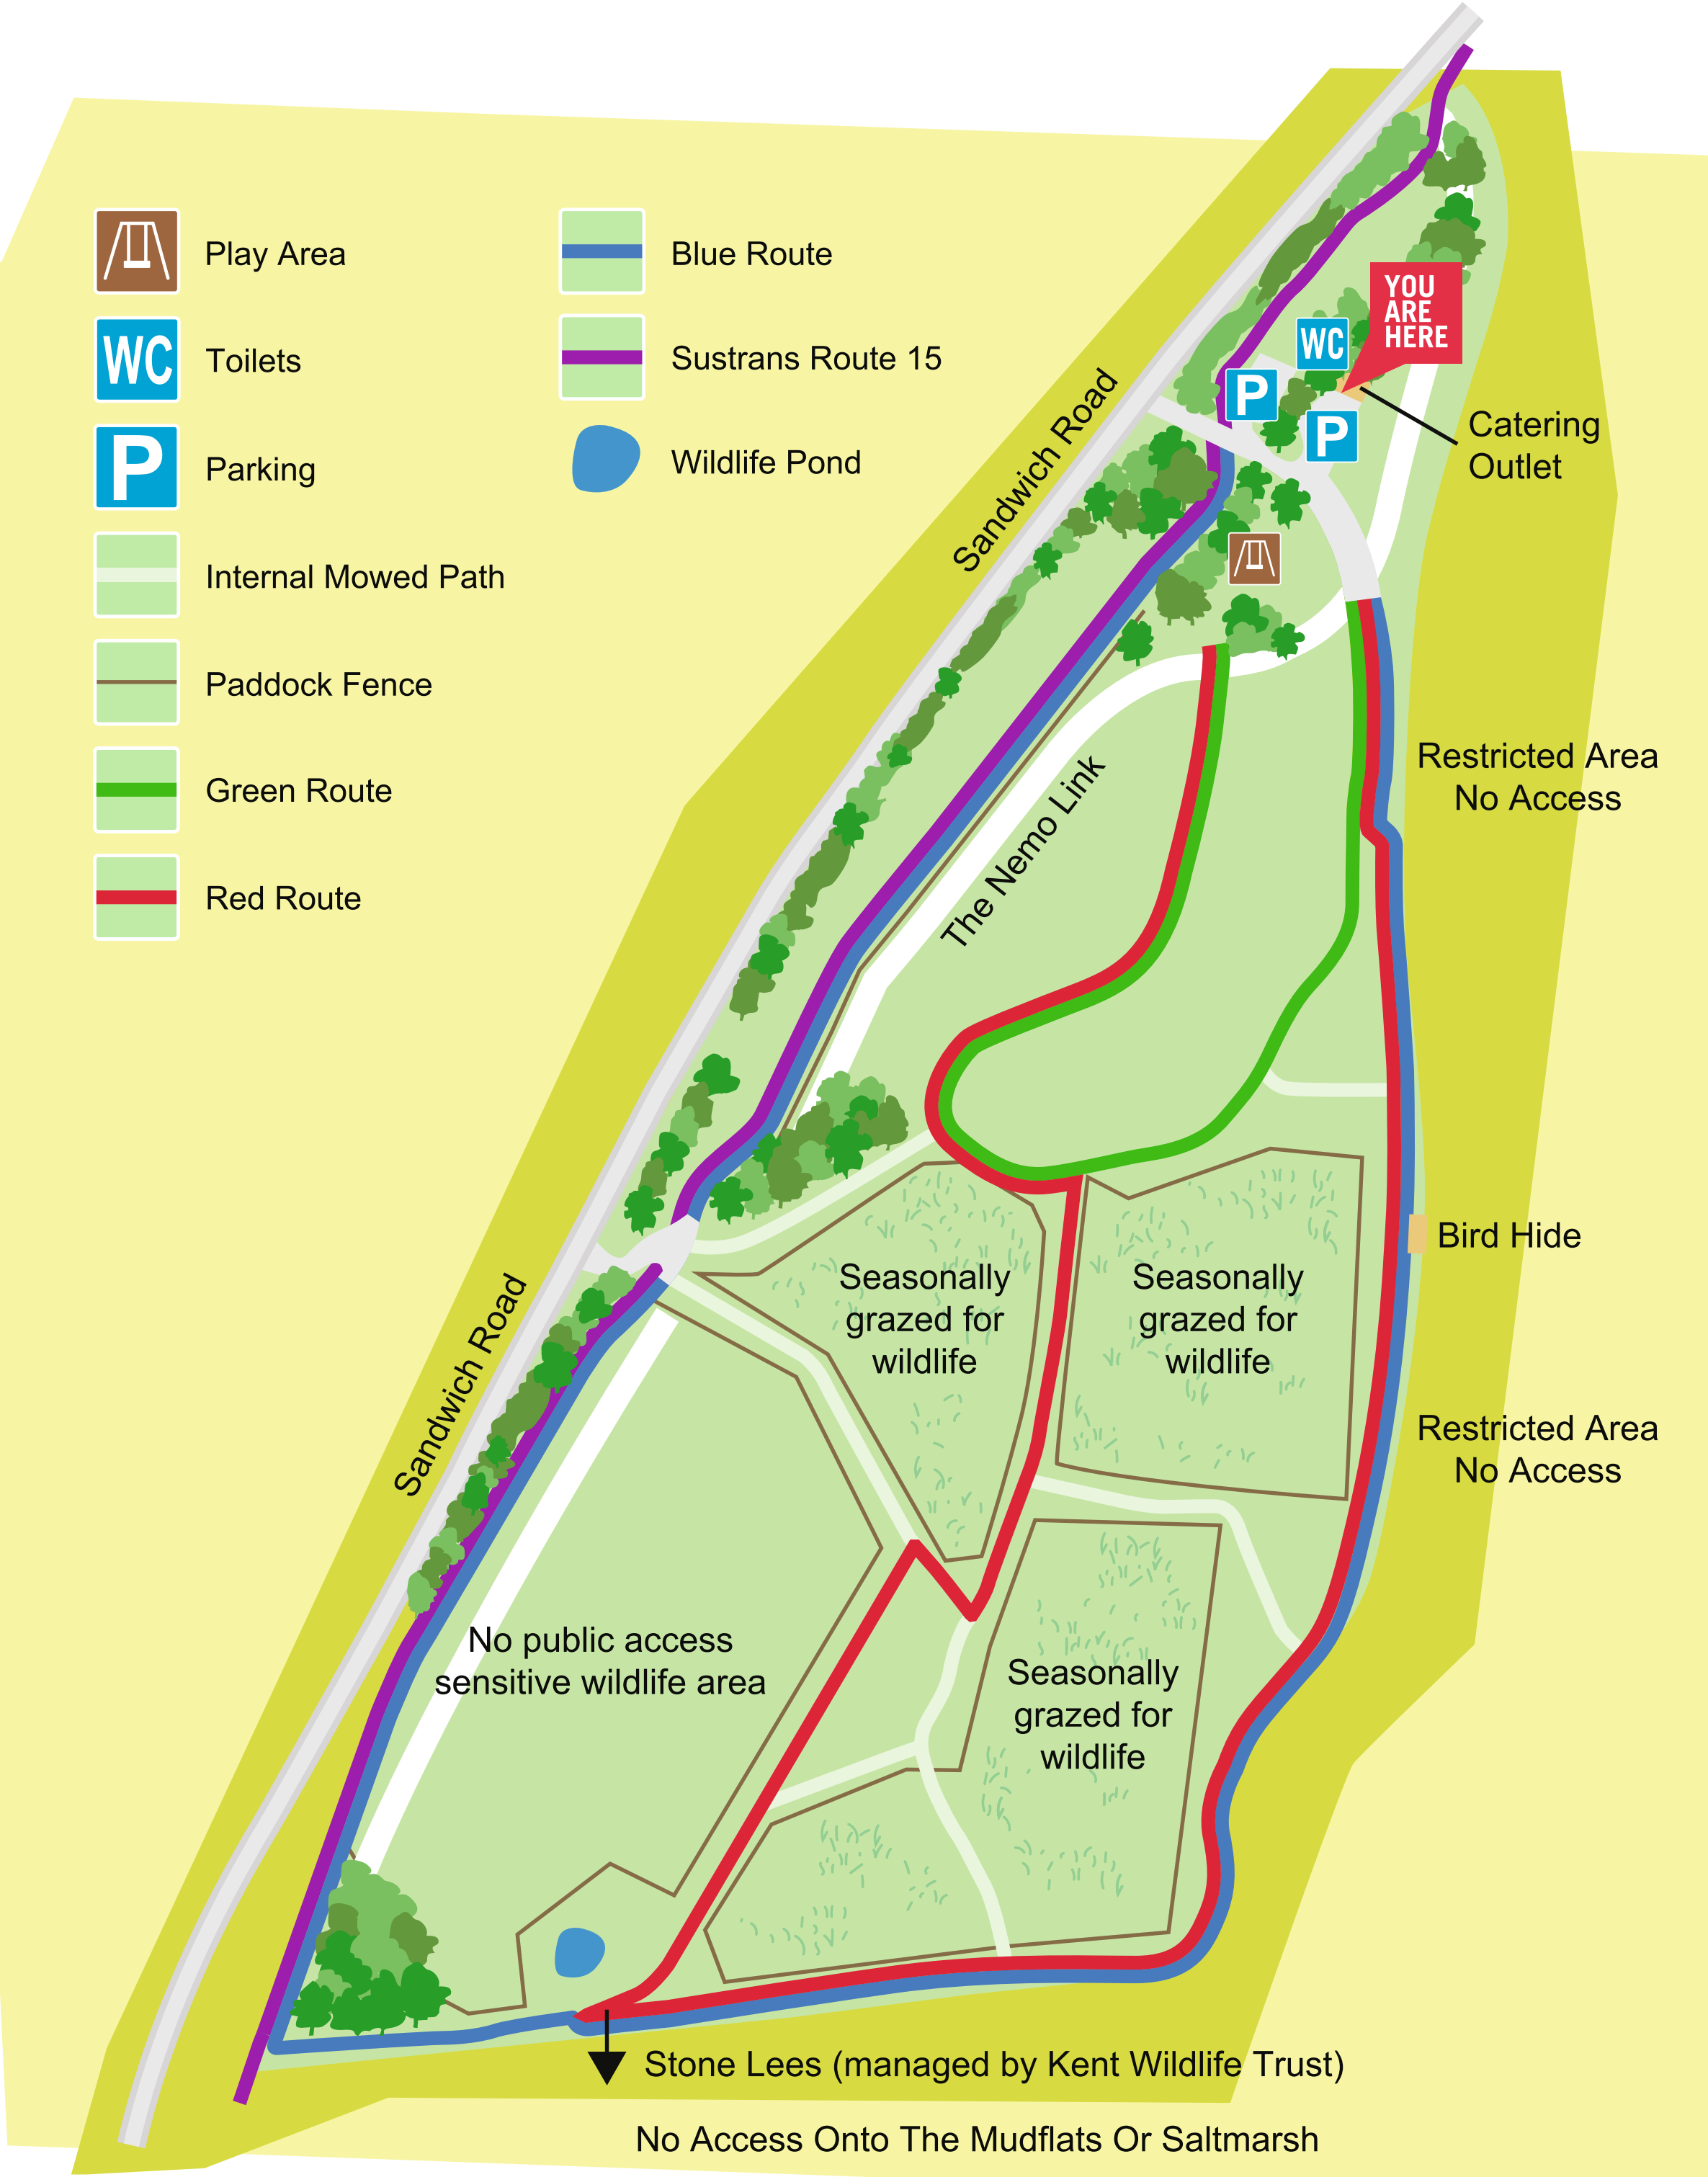 Play Area
WC
Toilets
P
Parking
Internal Mowed Path
Paddock Fence
Green Route
Red Route
Blue Route
Sustrans Route 15
Wildlife Pond
YOU
ARE
HERE
WC
P
P
Catering
Outlet
Sandwich Road
Restricted Area
No Access
The Nemo Link
Bird Hide
Seasonally
grazed for
wildlife
Seasonally
grazed for
wildlife
Sandwich Road
Restricted Area
No Access
No public access
sensitive wildlife area
Seasonally
grazed for
wildlife
Stone Lees (managed by Kent Wildlife Trust)
No Access Onto The Mudflats Or Saltmarsh